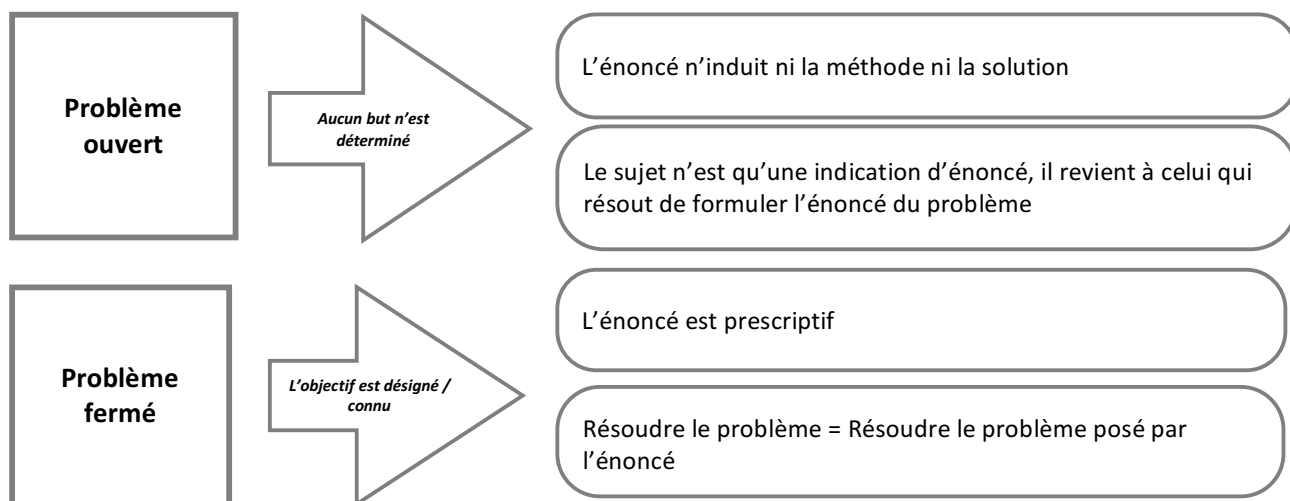 Problème
ouvert
Aucun but n’est
déterminé
L’énoncé n’induit ni la méthode ni la solution
Le sujet n’est qu’une indication d’énoncé, il revient à celui qui
résout de formuler l’énoncé du problème
Problème
fermé
L’objectif est désigné /
connu
L’énoncé est prescriptif
Résoudre le problème = Résoudre le problème posé par
l’énoncé